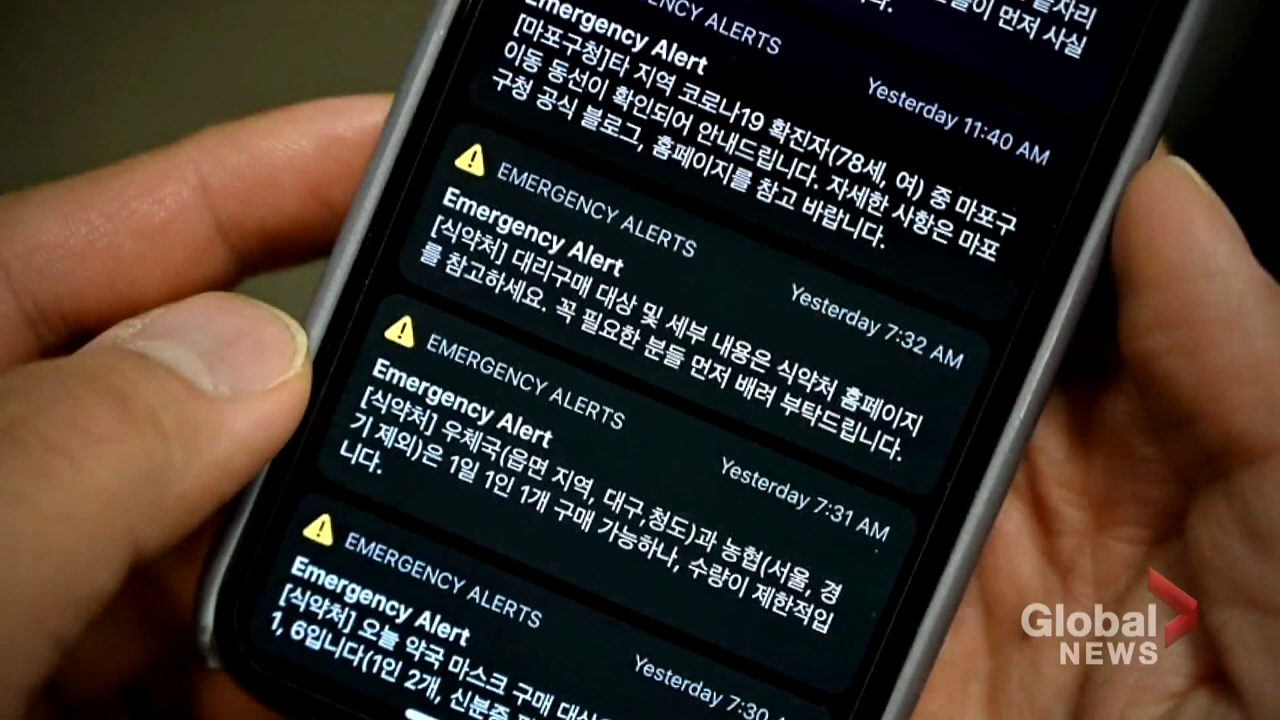 끝자리
먼저 사실
EMERGENCY ALERTS
Emergency Alert
Yesterday 11:40 AM
[마포구청]타 지역 코로나19 확진자(78세, 여) 중 마포구
이동 동선이 확인되어 안내드립니다. 자세한 사항은 마포
구청 공식 블로그, 홈페이지를 참고 바랍니다.
EMERGENCY ALERTS
Yesterday 7:32 AM
Emergency Alert
[식약처] 대리구매 대상 및 세부 내용은 식약처 홈페이지
를 참고하세요. 꼭 필요한 분들 먼저 배려 부탁드립니다.
EMERGENCY ALERTS
Yesterday 7:31 AM
Emergency Alert
[식약처] 우체국(읍면 지역, 대구,청도)과 농협(서울, 경
기 제외)은 1일 1인 1개 구매 가능하나, 수량이 제한적입
니다.
EMERGENCY ALERTS
Yesterday 7:30 AM
Emergency Alert
[식약처] 오늘 약국 마스크 구매
1, 6입니다(1인 2개, 신분증
Global
NEWS